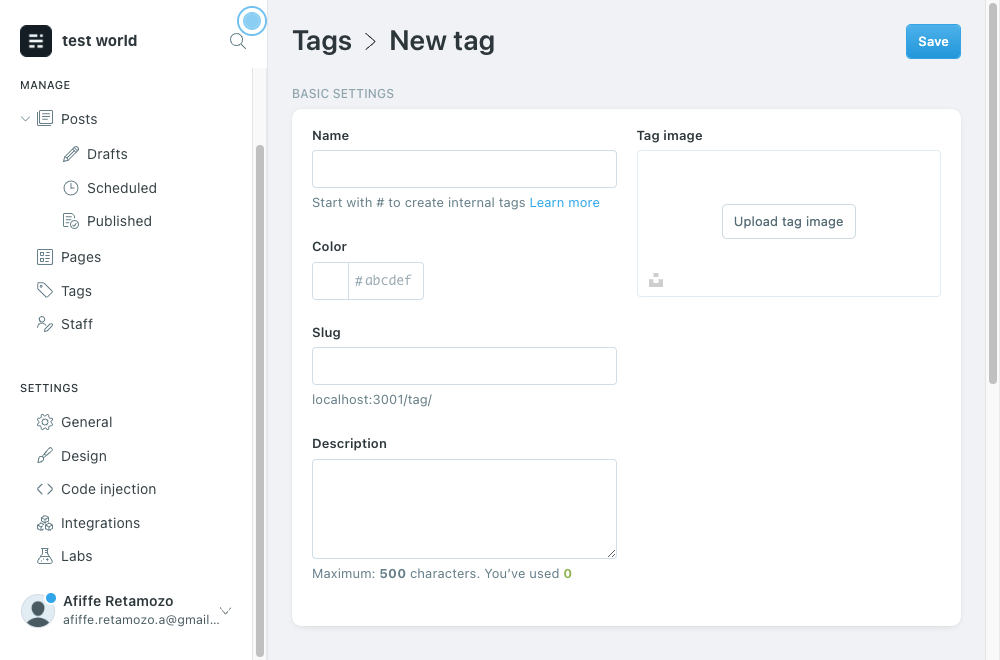 test world
MANAGE
Posts
Drafts
Scheduled
Published
Pages
Tags
Staff
SETTINGS
General
Design
Code injection
Integrations
Labs
Afiffe Retamozo
afiffe.retamozo.a@gmail...
Tags > New tag
Save
BASIC SETTINGS
Name
Start with # to create internal tags Learn more
Color
#abcdef
Slug
localhost:3001/tag/
Description
Maximum: 500 characters. You’ve used 0
Tag image
Upload tag image